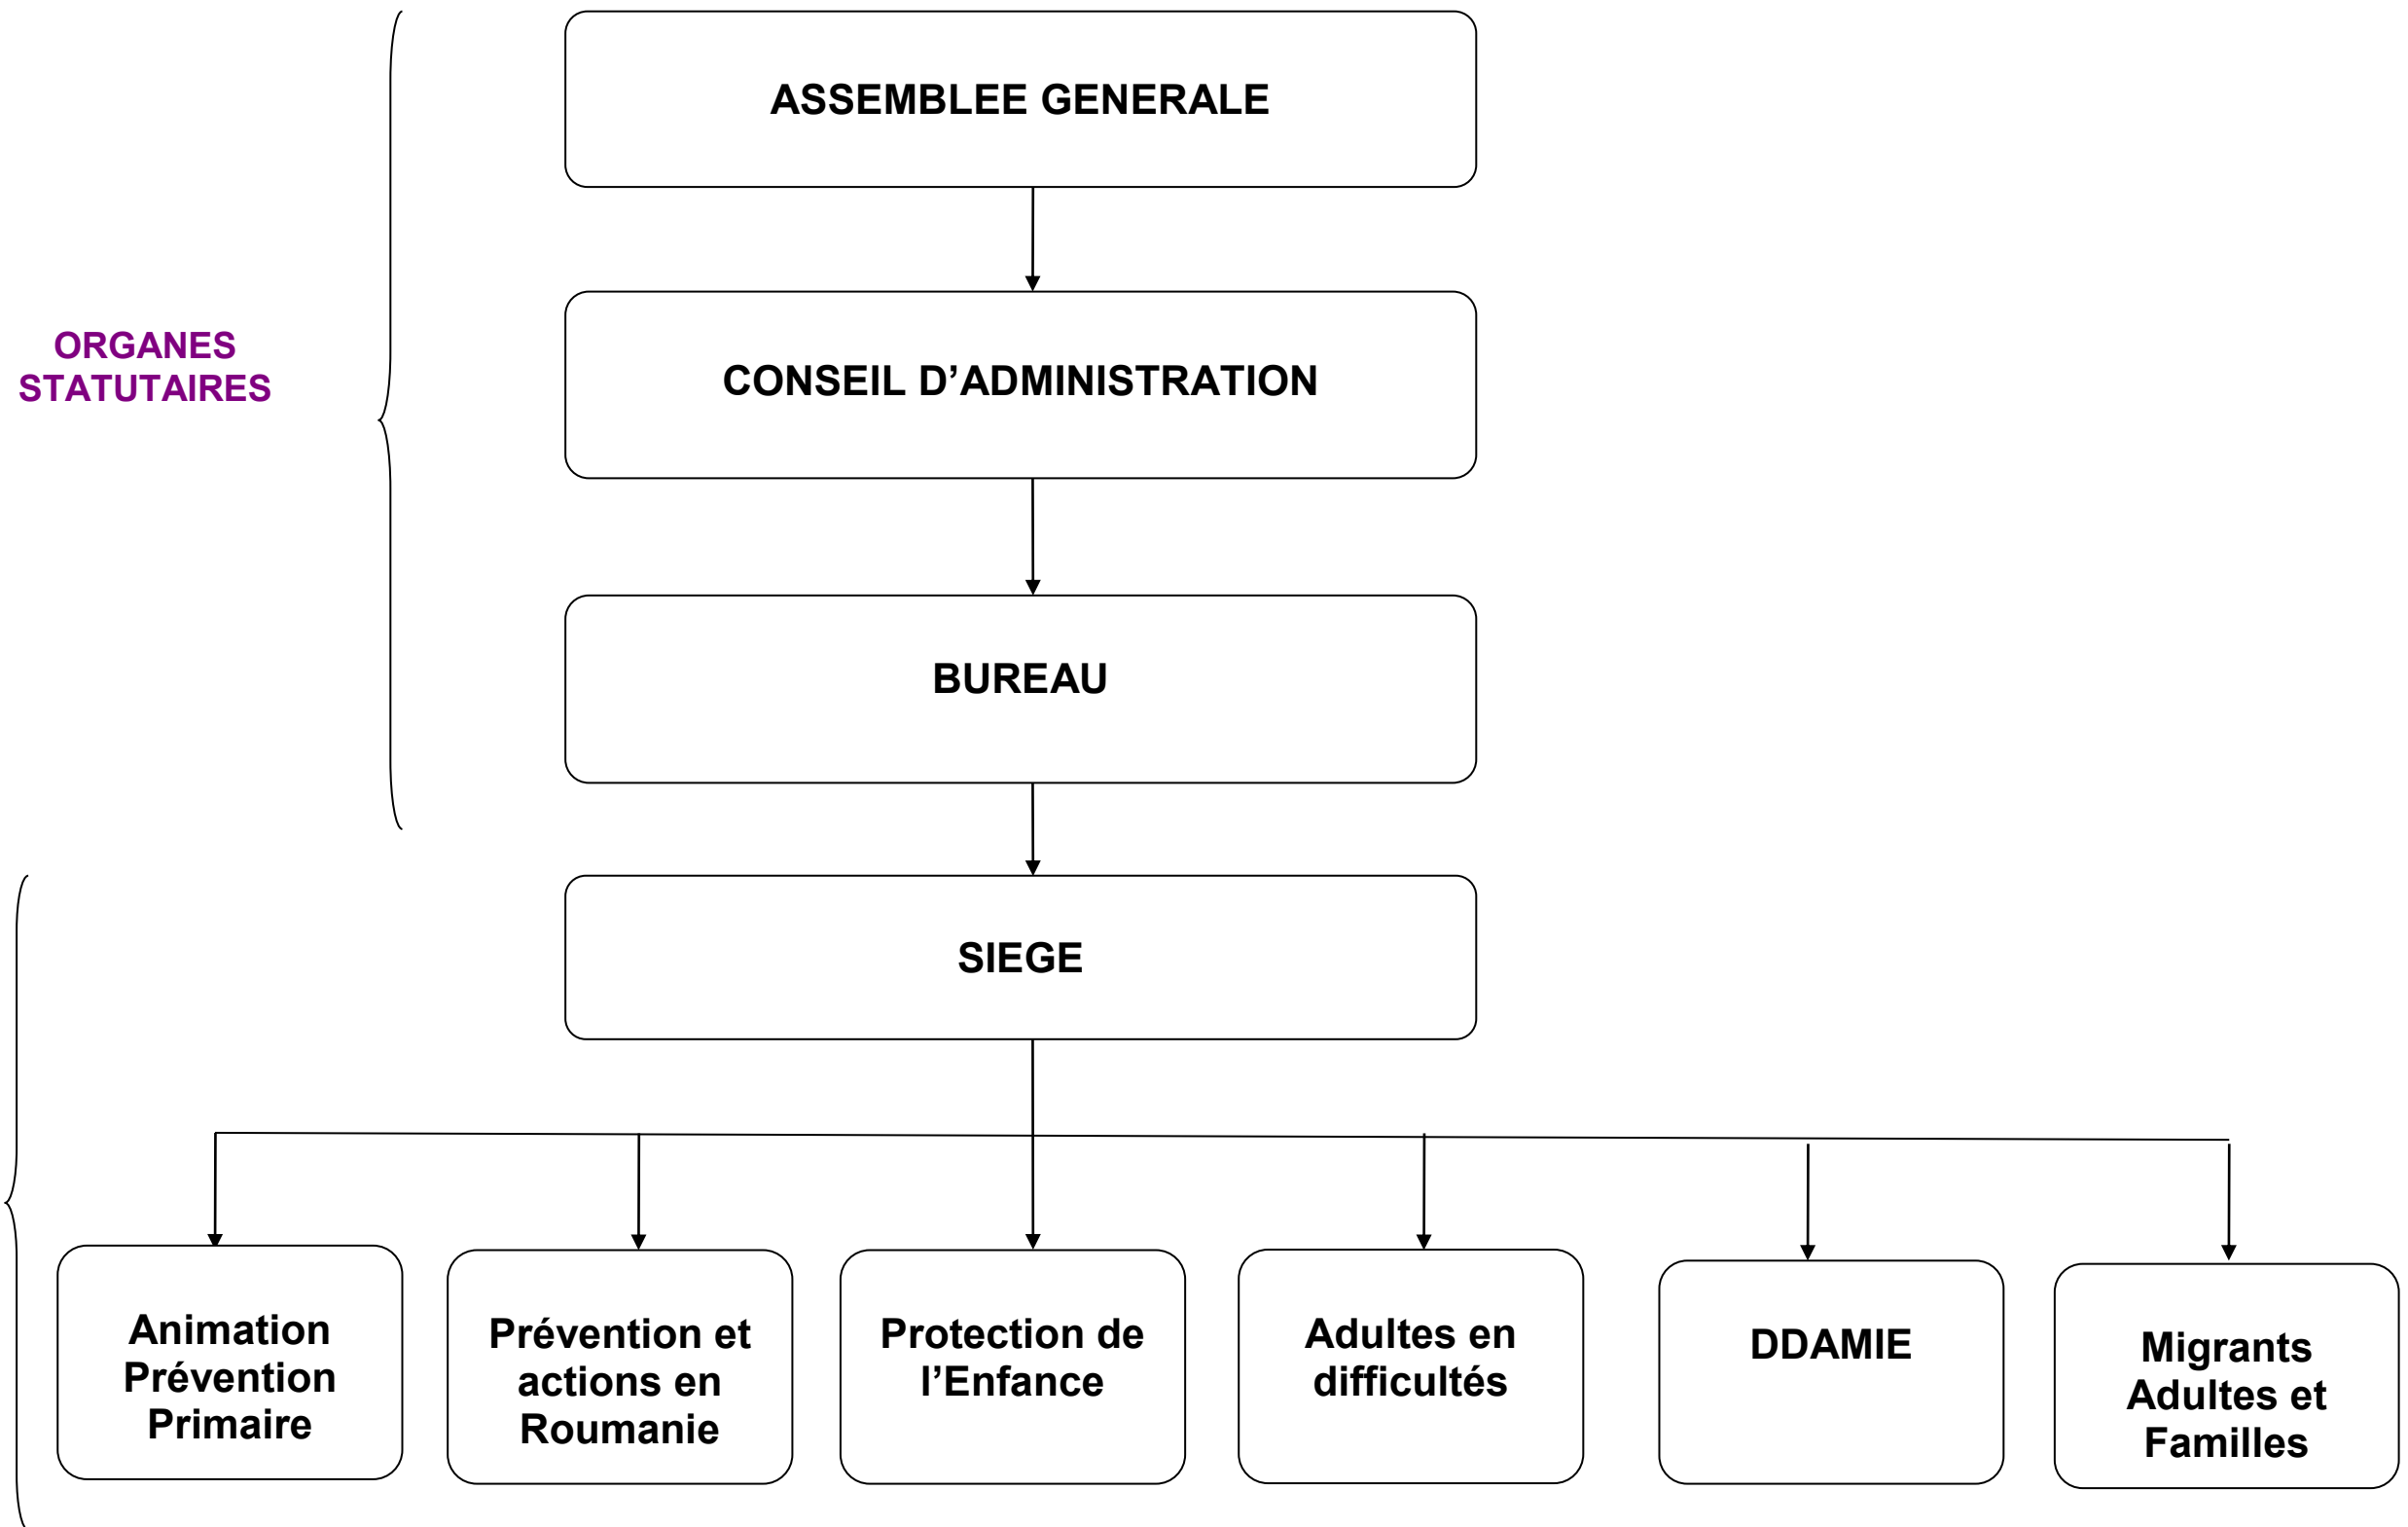 ASSEMBLEE GENERALE
ORGANES
STATUTAIRES
CONSEIL D’ADMINISTRATION
BUREAU
SIEGE
Animation
Prévention
Primaire
Prévention et
actions en
Roumanie
Protection de
l’Enfance
Adultes en
difficultés
DDAMIE
Migrants
Adultes et
Familles